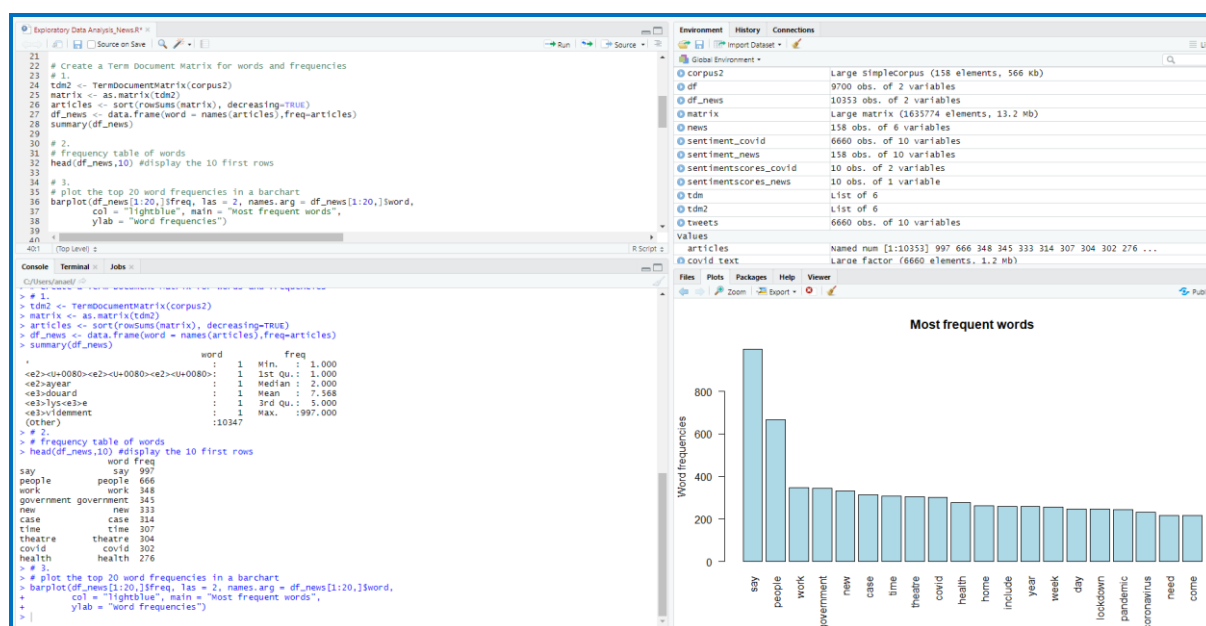 Exploratory Data Analysis_News.R*
Source on Save
Run
Source
21
22 # Create a Term Document Matrix for words and frequencies
23 # 1.
24 tdm2 <- TermDocumentMatrix(corpus2)
25 matrix <- as.matrix(tdm2)
26 articles <- sort(rowSums(matrix), decreasing=TRUE)
27 df_news <- data.frame(word = names(articles),freq=articles)
28 summary(df_news)
29
30 # 2.
31 # frequency table of words
32 head(df_news,10) #display the 10 first rows
33
34 # 3.
35 # plot the top 20 word frequencies in a barchart
36 barplot(df_news[1:20,]$freq, las = 2, names.arg = df_news[1:20,]$word,
37 col = "lightblue", main = "Most frequent words",
38 ylab = "word frequencies")
39
40
40:1 (Top Level) R Script
Console Terminal Jobs
C:/Users/anael/
> # 1.
> tdm2 <- TermDocumentMatrix(corpus2)
> matrix <- as.matrix(tdm2)
> articles <- sort(rowSums(matrix), decreasing=TRUE)
> df_news <- data.frame(word = names(articles),freq=articles)
> summary(df_news)
word freq
' : 1 Min. : 1.000
<e2><U+0080><e2><U+0080><e2><U+0080>: 1 1st Qu.: 1.000
<e2>ayear : 1 Median : 2.000
<e3>douard : 1 Mean : 7.568
<e3>lys<e3>e : 1 3rd Qu.: 5.000
<e3>videmment : 1 Max. :997.000
(Other) :10347
> # 2.
> # frequency table of words
> head(df_news,10) #display the 10 first rows
word freq
say say 997
people people 666
work work 348
government government 345
new new 333
case case 314
time time 307
theatre theatre 304
covid covid 302
health health 276
> # 3.
> # plot the top 20 word frequencies in a barchart
> barplot(df_news[1:20,]$freq, las = 2, names.arg = df_news[1:20,]$word,
+ col = "lightblue", main = "Most frequent words",
+ ylab = "word frequencies")
>
Environment History Connections
Import Dataset
Global Environment
corpus2 Large SimpleCorpus (158 elements, 566 Kb)
df 9700 obs. of 2 variables
df_news 10353 obs. of 2 variables
matrix Large matrix (1635774 elements, 13.2 Mb)
news 158 obs. of 6 variables
sentiment_covid 6660 obs. of 10 variables
sentiment_news 158 obs. of 10 variables
sentimentscores_covid 10 obs. of 2 variables
sentimentscores_news 10 obs. of 1 variable
tdm List of 6
tdm2 List of 6
tweets 6660 obs. of 10 variables
values
articles Named num [1:10353] 997 666 348 345 333 314 307 304 302 276 ...
covid_text Large factor (6660 elements, 1.2 Mb)
Files Plots Packages Help Viewer
Zoom Export
Most frequent words
Word frequencies
800
600
400
200
0
say people work government new case time theatre covid health home include year week day lockdown pandemic coronavirus need come